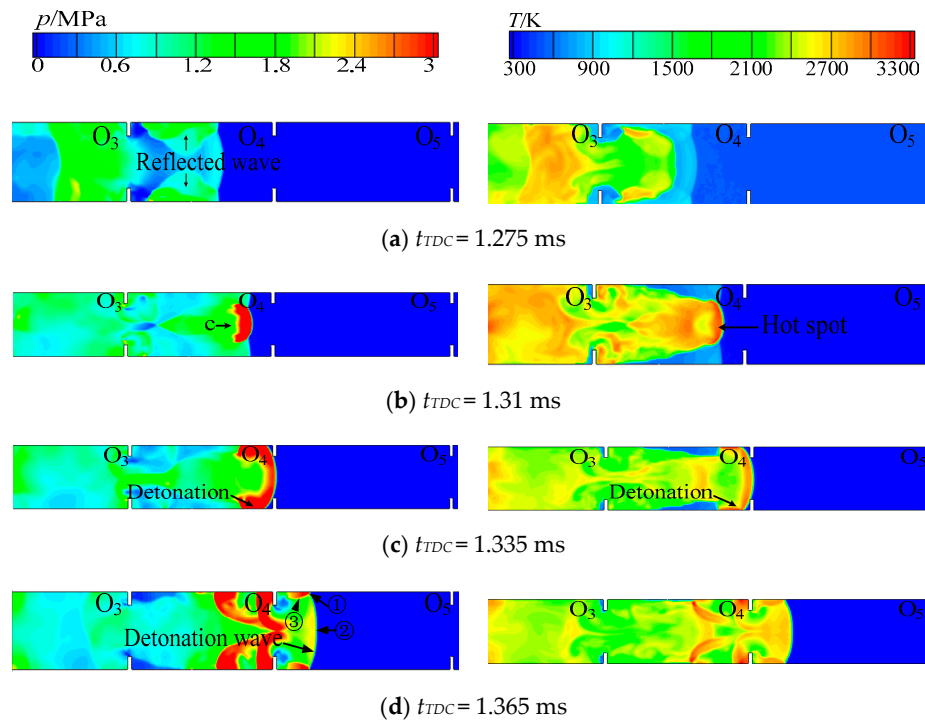 p/MPa
T/K
0 0.6 1.2 1.8 2.4 3
300 900 1500 2100 2700 3300
O3 O4 O5
Reflected wave
O3 O4 O5
(a) tTDC = 1.275 ms
O3 O4 O5
c
O3 O4 O5
Hot spot
(b) tTDC = 1.31 ms
O3 O4 O5
Detonation
O3 O4 O5
Detonation
(c) tTDC = 1.335 ms
O3 O4 ① O5
③ ②
Detonation wave
O3 O4 O5
(d) tTDC = 1.365 ms